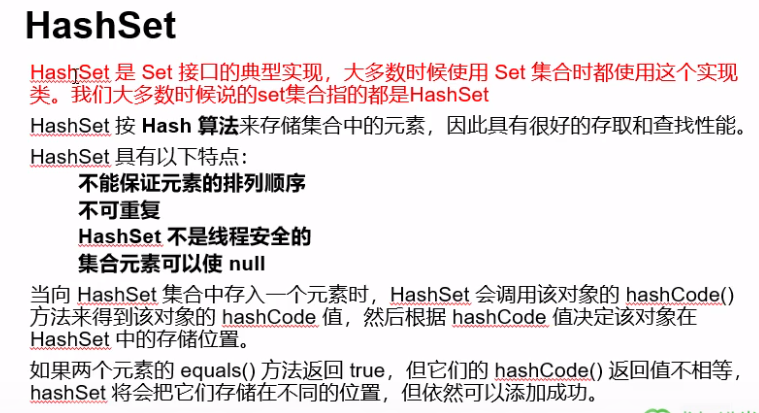 HashSet
HashSet 是 Set 接口的典型实现，大多数时候使用 Set 集合时都使用这个实现
类。我们大多数时候说的set集合指的都是HashSet
HashSet 按 Hash 算法来存储集合中的元素，因此具有很好的存取和查找性能。
HashSet 具有以下特点：
不能保证元素的排列顺序
不可重复
HashSet 不是线程安全的
集合元素可以使 null
当向 HashSet 集合中存入一个元素时，HashSet 会调用该对象的 hashCode()
方法来得到该对象的 hashCode 值，然后根据 hashCode 值决定该对象在
HashSet 中的存储位置。
如果两个元素的 equals() 方法返回 true，但它们的 hashCode() 返回值不相等，
hashSet 将会把它们存储在不同的位置，但依然可以添加成功。